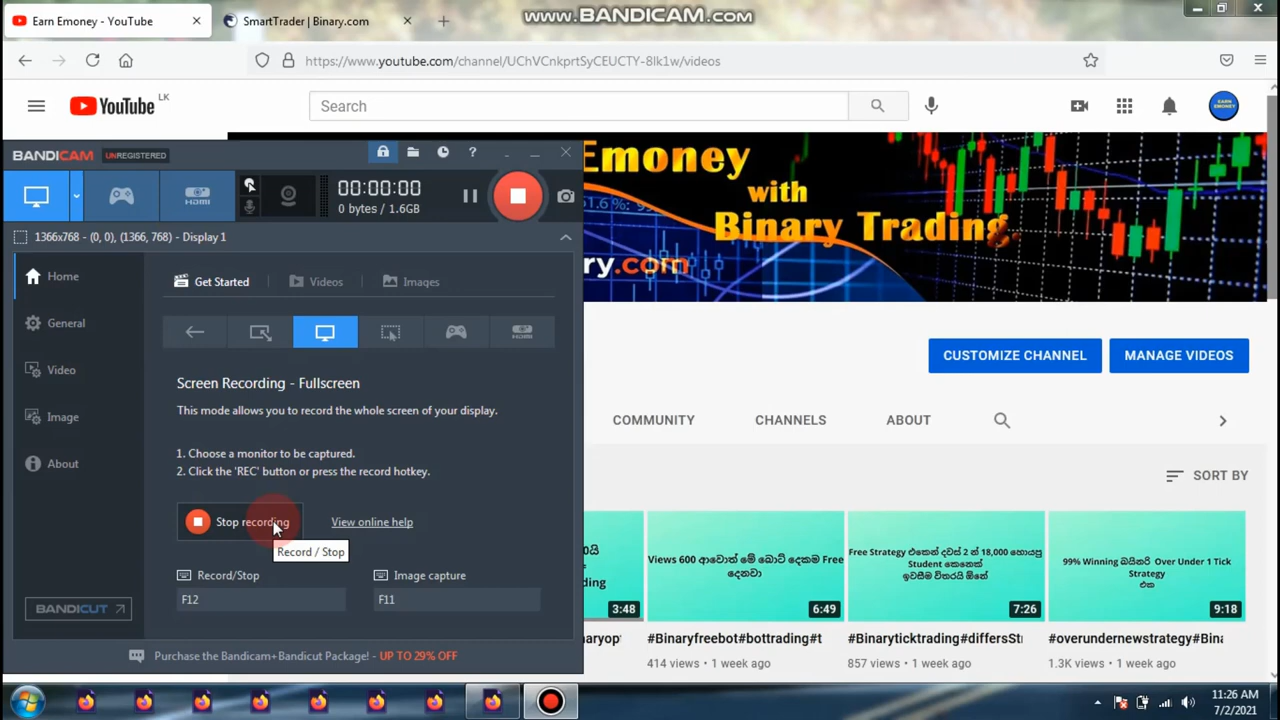 Earn Emoney - YouTube
SmartTrader | Binary.com
www.BANDICAM.com
https://www.youtube.com/channel/UChVCnkprtSyCEUCTY-8lk1w/videos
YouTube LK
Search
EARN EMONEY
BANDICAM UNREGISTERED
HDMI
00:00:00
0 bytes / 1.6GB
1366x768 - (0, 0), (1366, 768) - Display 1
Emoney
with
Binary Trading
ry.com
Home
General
Video
Image
About
BANDICUT
Get Started
Videos
Images
HDMI
Screen Recording - Fullscreen
This mode allows you to record the whole screen of your display.
1. Choose a monitor to be captured.
2. Click the 'REC' button or press the record hotkey.
Stop recording
View online help
Record / Stop
Record/Stop
Image capture
F12
F11
Purchase the Bandicam+Bandicut Package! - UP TO 29% OFF
CUSTOMIZE CHANNEL
MANAGE VIDEOS
COMMUNITY
CHANNELS
ABOUT
SORT BY
3:48
Views 600 ආවොත් මේ බොට් දෙකම Free
දෙනවා
6:49
Free Strategy එකෙන් දවස් 2 න් 18,000 හොයපු
Student කෙනෙක්
ඉවසීම විතරයි ඕනේ
7:26
99% Winning බයිනරි Over Under 1 Tick
Strategy
එක
9:18
#Binaryfreebot#bottrading#t
414 views • 1 week ago
#Binaryticktrading#differsStr
857 views • 1 week ago
#overundernewstrategy#Bina
1.3K views • 1 week ago
11:26 AM
7/2/2021